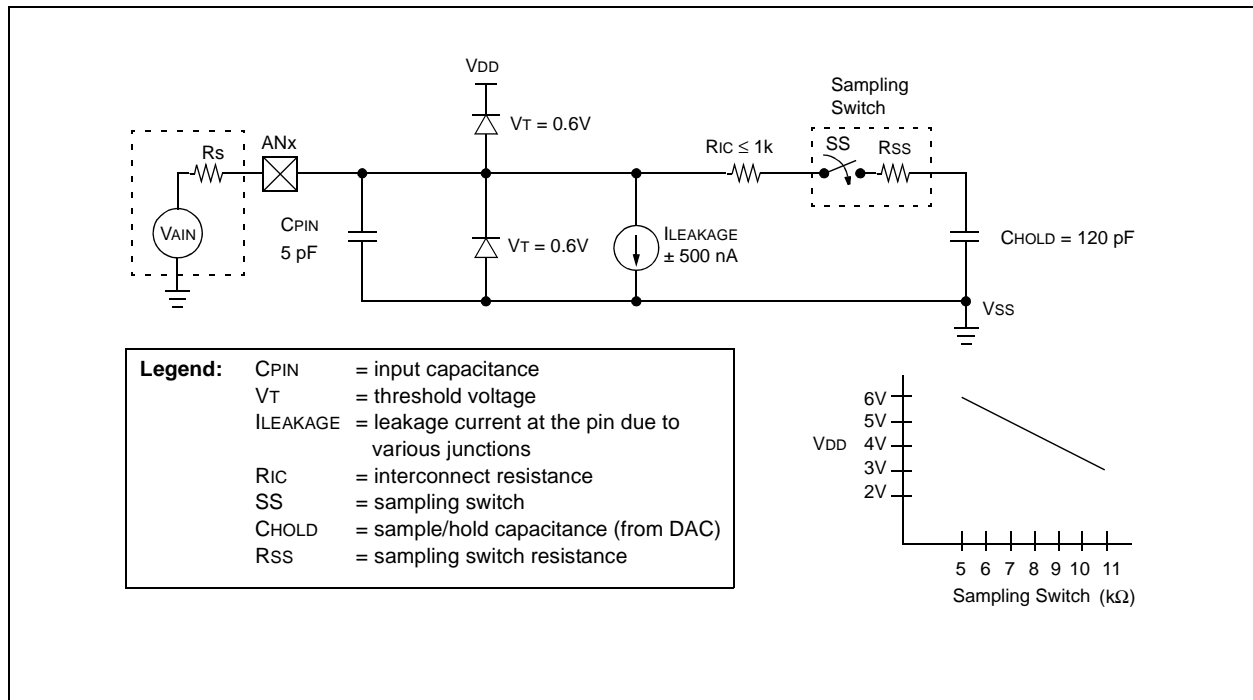 VDD
Sampling
Switch
VT = 0.6V
ANx
RS
RIC ≤ 1k
SS
RSS
VAIN
CPIN
5 pF
VT = 0.6V
ILEAKAGE
± 500 nA
CHOLD = 120 pF
VSS
Legend: CPIN = input capacitance
VT = threshold voltage
ILEAKAGE = leakage current at the pin due to
various junctions
RIC = interconnect resistance
SS = sampling switch
CHOLD = sample/hold capacitance (from DAC)
RSS = sampling switch resistance
6V
5V
VDD 4V
3V
2V
5 6 7 8 9 10 11
Sampling Switch (kΩ)